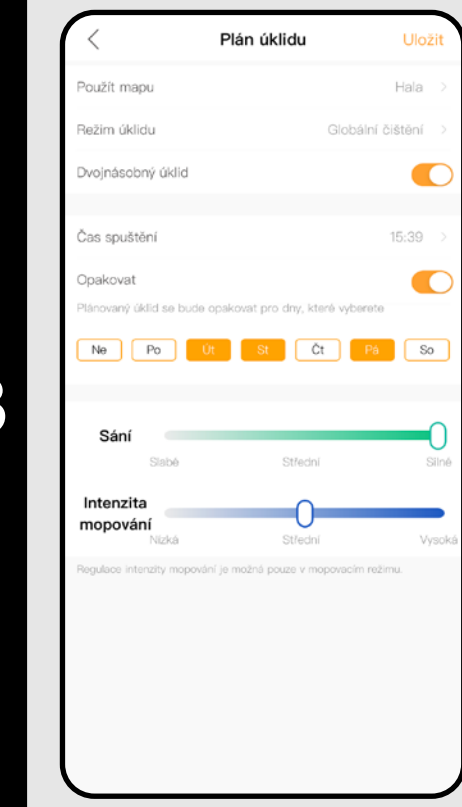 Plán úklidu Uložit
Použít mapu Hala
Režim úklidu Globální čištění
Dvojnásobný úklid
Čas spuštění 15:39
Opakovat
Plánovaný úklid se bude opakovat pro dny, které vyberete
Ne Po Út St Čt Pá So
Sání
Slabé Střední Silné
Intenzita
mopování
Nízká Střední Vysoká
Regulace intenzity mopování je možná pouze v mopovacím režimu.